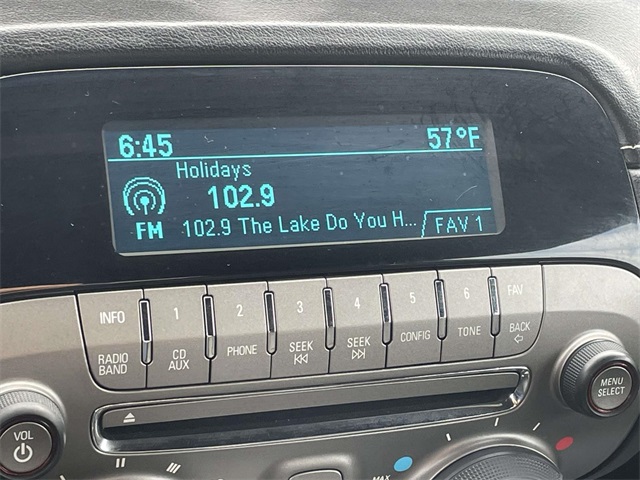 6:45 57°F
Holidays
102.9
FM 102.9 The Lake Do You H... FAV 1
INFO 1 2 3 4 5 6 FAV
RADIO BAND CD AUX PHONE SEEK SEEK CONFIG TONE BACK
MENU SELECT
VOL
MAX